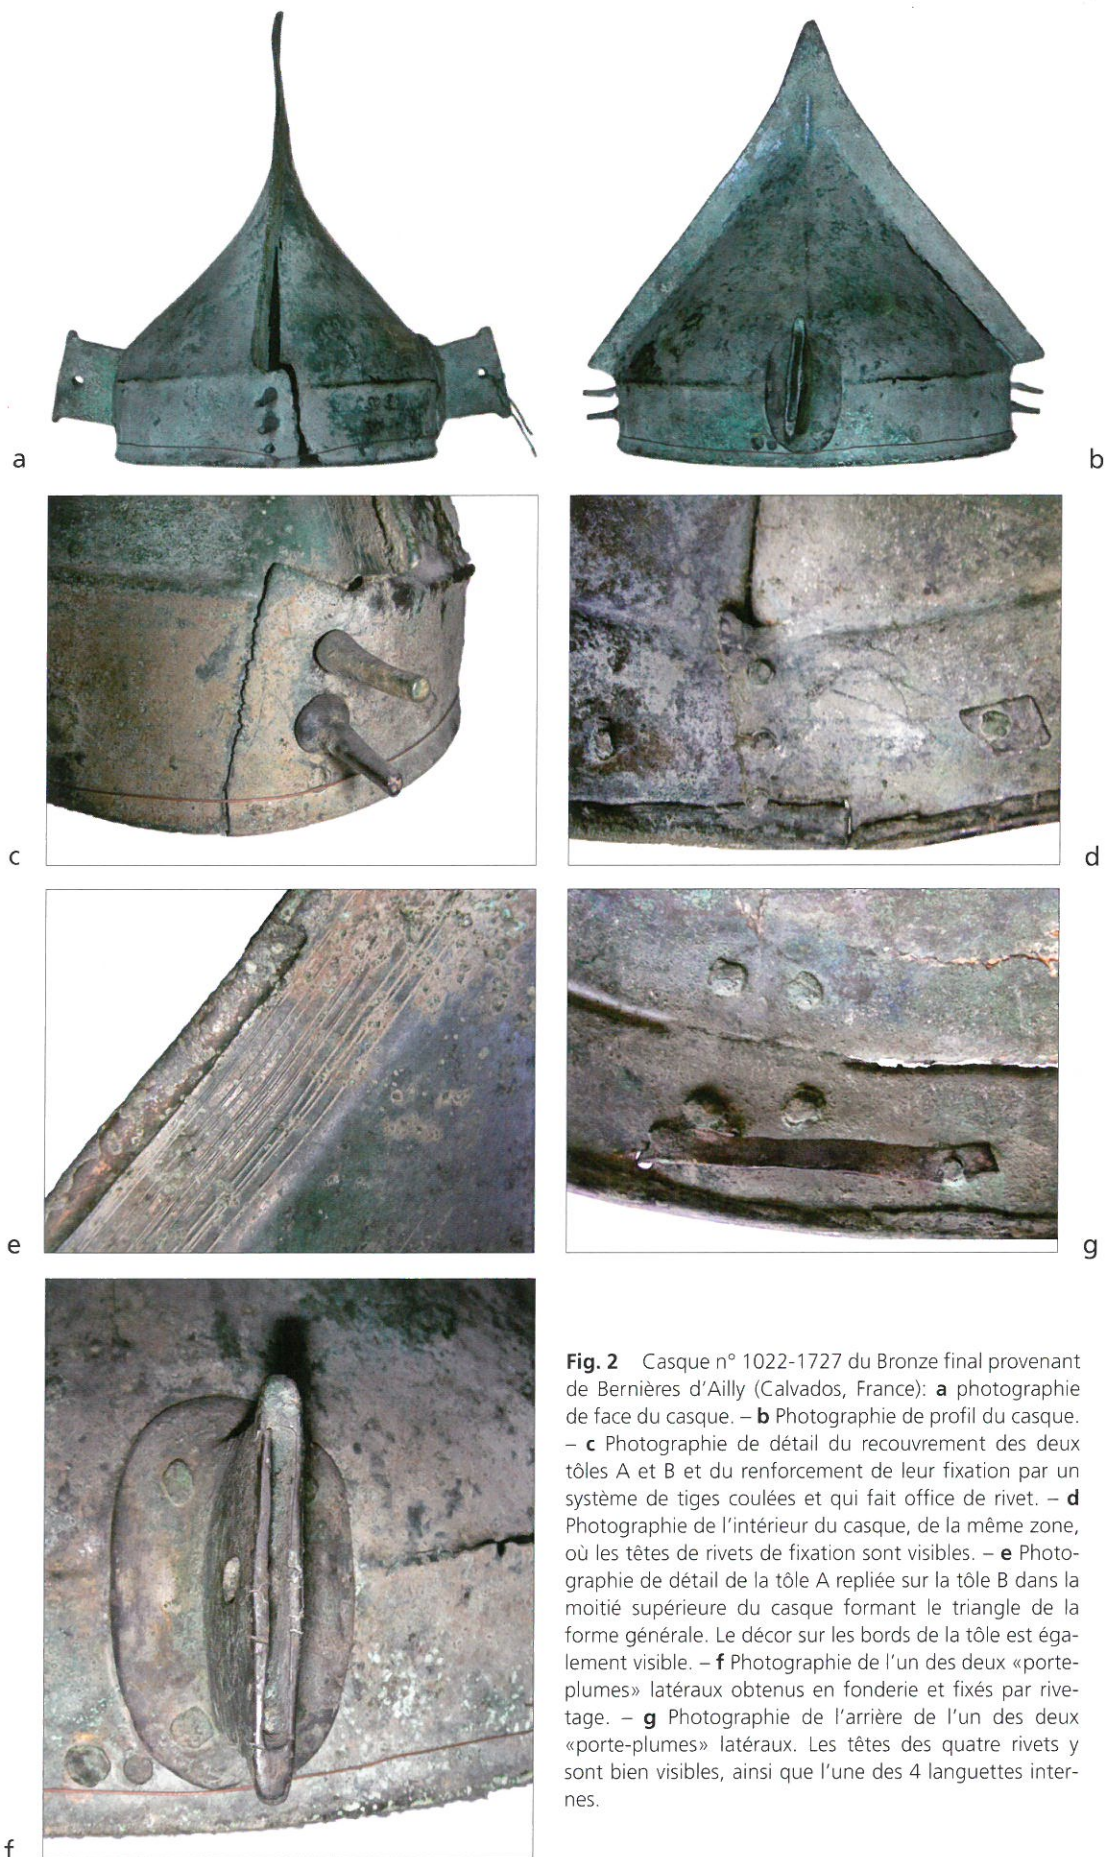 a
b
c
d
e
g
f
Fig. 2 Casque n° 1022-1727 du Bronze final provenant
de Bernières d'Ailly (Calvados, France): a photographie
de face du casque. – b Photographie de profil du casque.
– c Photographie de détail du recouvrement des deux
tôles A et B et du renforcement de leur fixation par un
système de tiges coulées et qui fait office de rivet. – d
Photographie de l'intérieur du casque, de la même zone,
où les têtes de rivets de fixation sont visibles. – e Photo-
graphie de détail de la tôle A repliée sur la tôle B dans la
moitié supérieure du casque formant le triangle de la
forme générale. Le décor sur les bords de la tôle est éga-
lement visible. – f Photographie de l'un des deux «porte-
plumes» latéraux obtenus en fonderie et fixés par rive-
tage. – g Photographie de l'arrière de l'un des deux
«porte-plumes» latéraux. Les têtes des quatre rivets y
sont bien visibles, ainsi que l'une des 4 languettes inter-
nes.